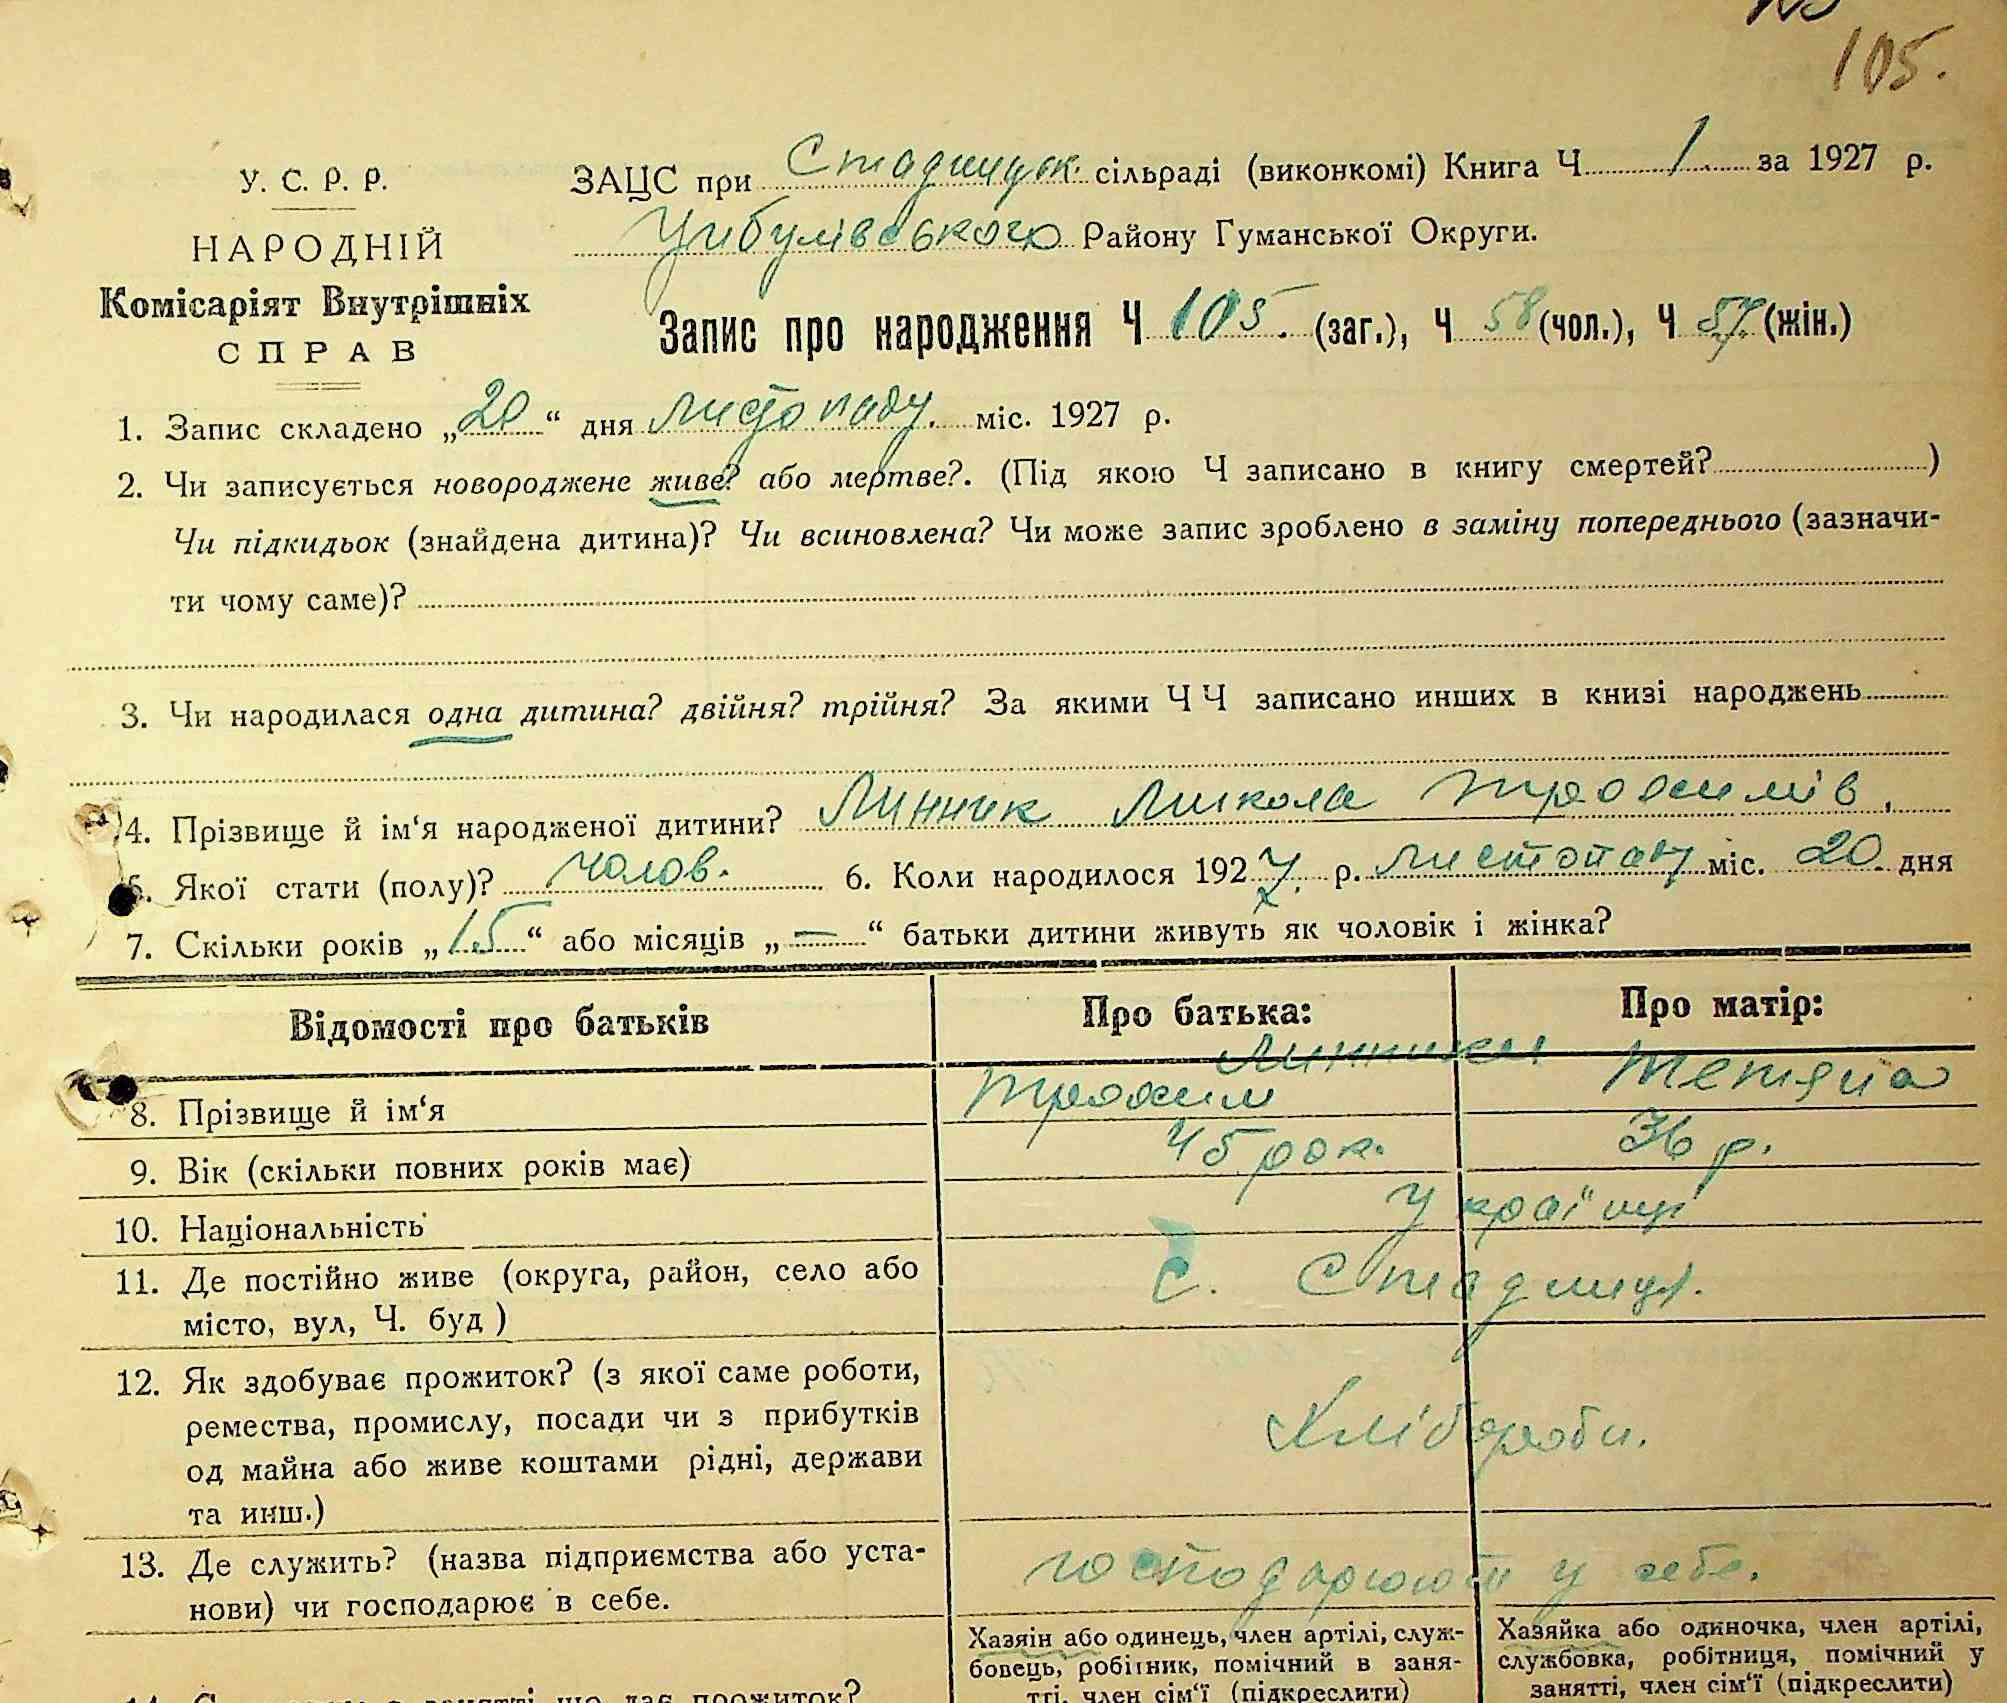 105.
У. С. Р. Р.
НАРОДНІЙ
Комісаріят Внутрішніх
СПРАВ
ЗАЦС при Стадницьк. сільраді (виконкомі) Книга Ч 1 за 1927 р.
Цибулівського Району Гуманської Округи.
Запис про народження Ч 105. (заг.), Ч 58 (чол.), Ч 57. (жін.)
1. Запис складено „20“ дня листопаду. міс. 1927 р.
2. Чи записується новороджене живе? або мертве?. (Під якою Ч записано в книгу смертей? )
Чи підкидьок (знайдена дитина)? Чи всиновлена? Чи може запис зроблено в заміну попереднього (зазначи-
ти чому саме)?
3. Чи народилася одна дитина? двійня? трійня? За якими Ч Ч записано инших в книзі народжень
4. Прізвище й ім‘я народженої дитини? Линник Микола Трохимів.
5. Якої стати (полу)? чолов. 6. Коли народилося 1927. р. листопаду міс. 20 дня
7. Скільки років „15“ або місяців „—“ батьки дитини живуть як чоловік і жінка?
Відомості про батьків Про батька: Про матір:
Линники
8. Прізвище й ім‘я Трохим Тетяна
9. Вік (скільки повних років має) 45 рок. 36 р.
10. Національність Українці
11. Де постійно живе (округа, район, село або
місто, вул, Ч. буд ) С. Стадниця.
12. Як здобуває прожиток? (з якої саме роботи,
ремества, промислу, посади чи з прибутків
од майна або живе коштами рідні, держави
та инш.) Хлібороби.
13. Де служить? (назва підприємства або уста-
нови) чи господарює в себе. господарюють у себе.
Хазяін або одинець, член артілі, служ-
бовець, робітник, помічний в заня-
тті, член сім‘ї (підкреслити)
Хазяйка або одиночка, член артілі,
службовка, робітниця, помічний у
занятті, член сім‘ї (підкреслити)